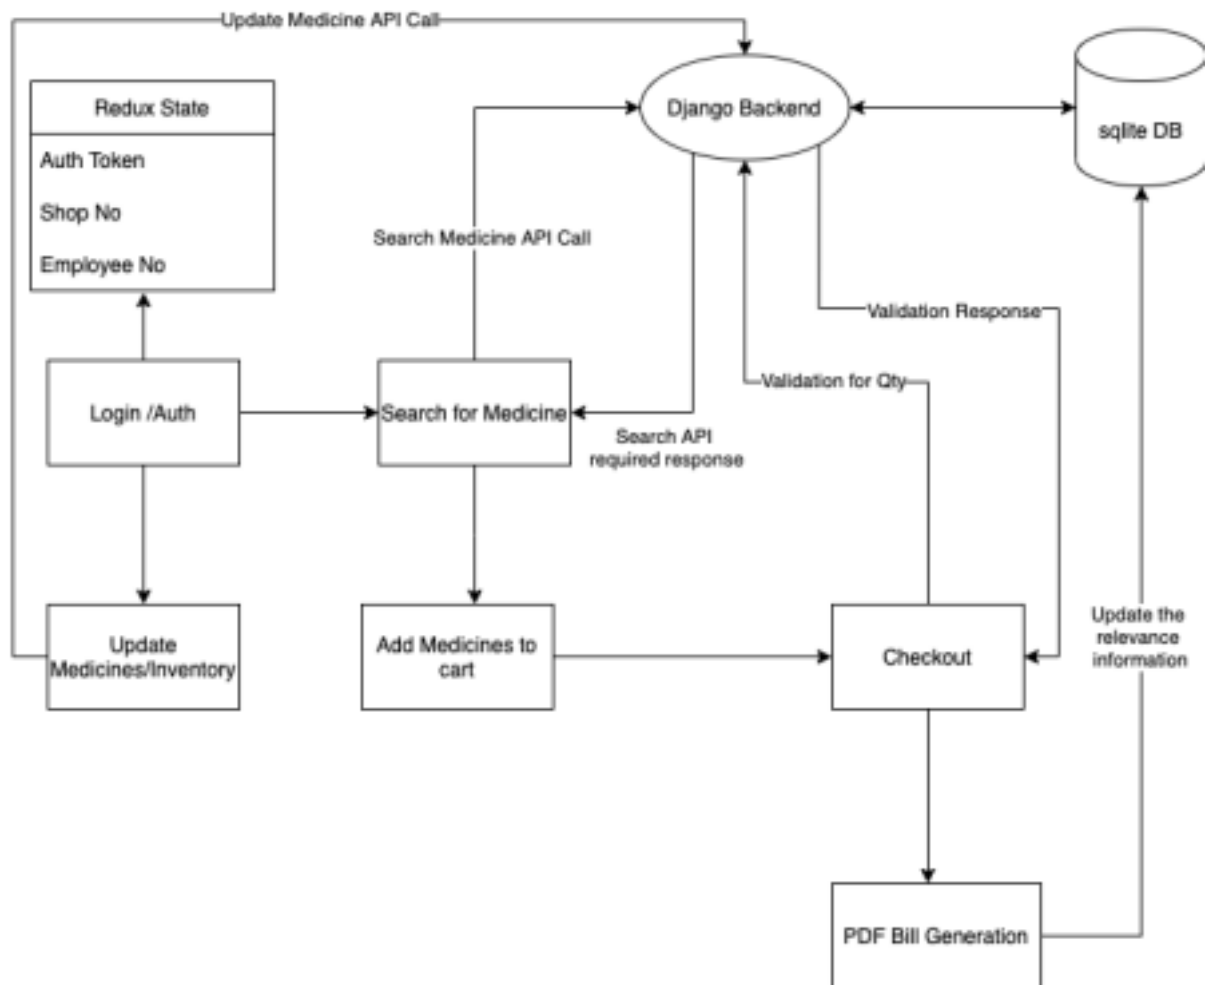 Update Medicine API Call
Redux State
Auth Token
Shop No
Employee No
Django Backend
sqlite DB
Search Medicine API Call
Validation Response
Validation for Qty
Login /Auth
Search for Medicine
Search API
required response
Update
Medicines/Inventory
Add Medicines to
cart
Checkout
Update the
relevance
information
PDF Bill Generation